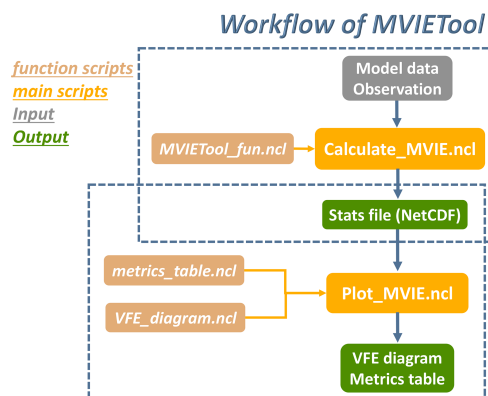 Workflow of MVIETool
function scripts
main scripts
Input
Output
Model data
Observation
MVIETool_fun.ncl
Calculate_MVIE.ncl
Stats file (NetCDF)
metrics_table.ncl
Plot_MVIE.ncl
VFE_diagram.ncl
VFE diagram
Metrics table